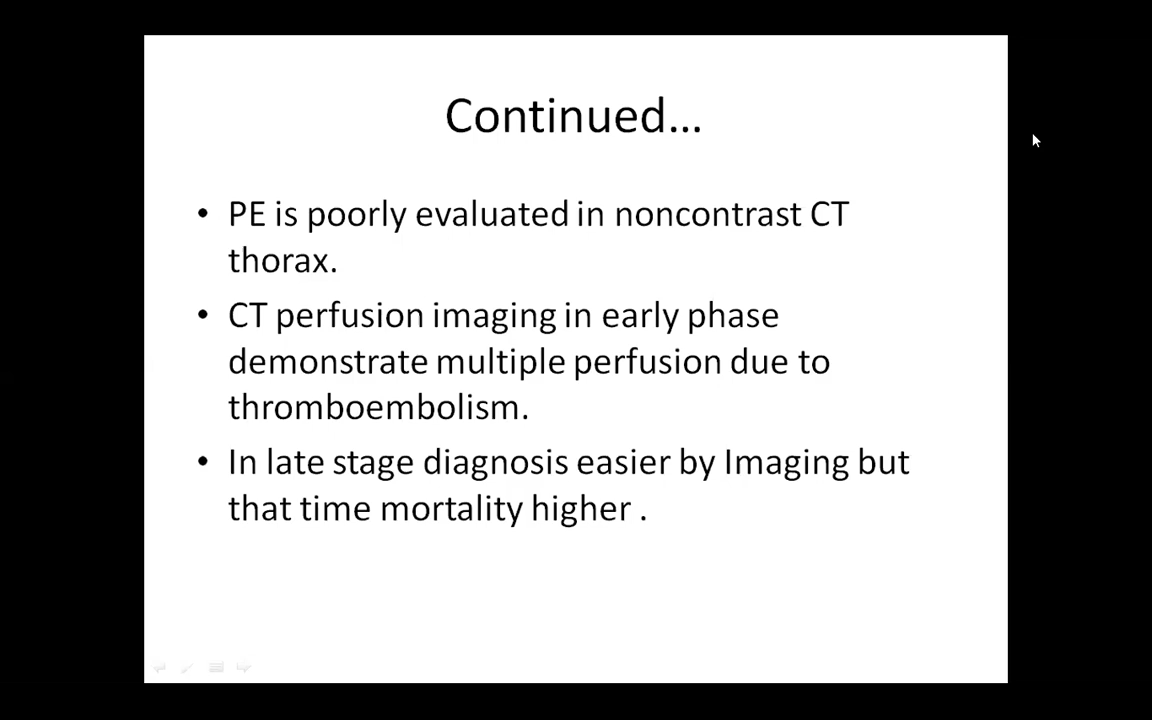 Continued...
• PE is poorly evaluated in noncontrast CT
thorax.
• CT perfusion imaging in early phase
demonstrate multiple perfusion due to
thromboembolism.
• In late stage diagnosis easier by Imaging but
that time mortality higher .